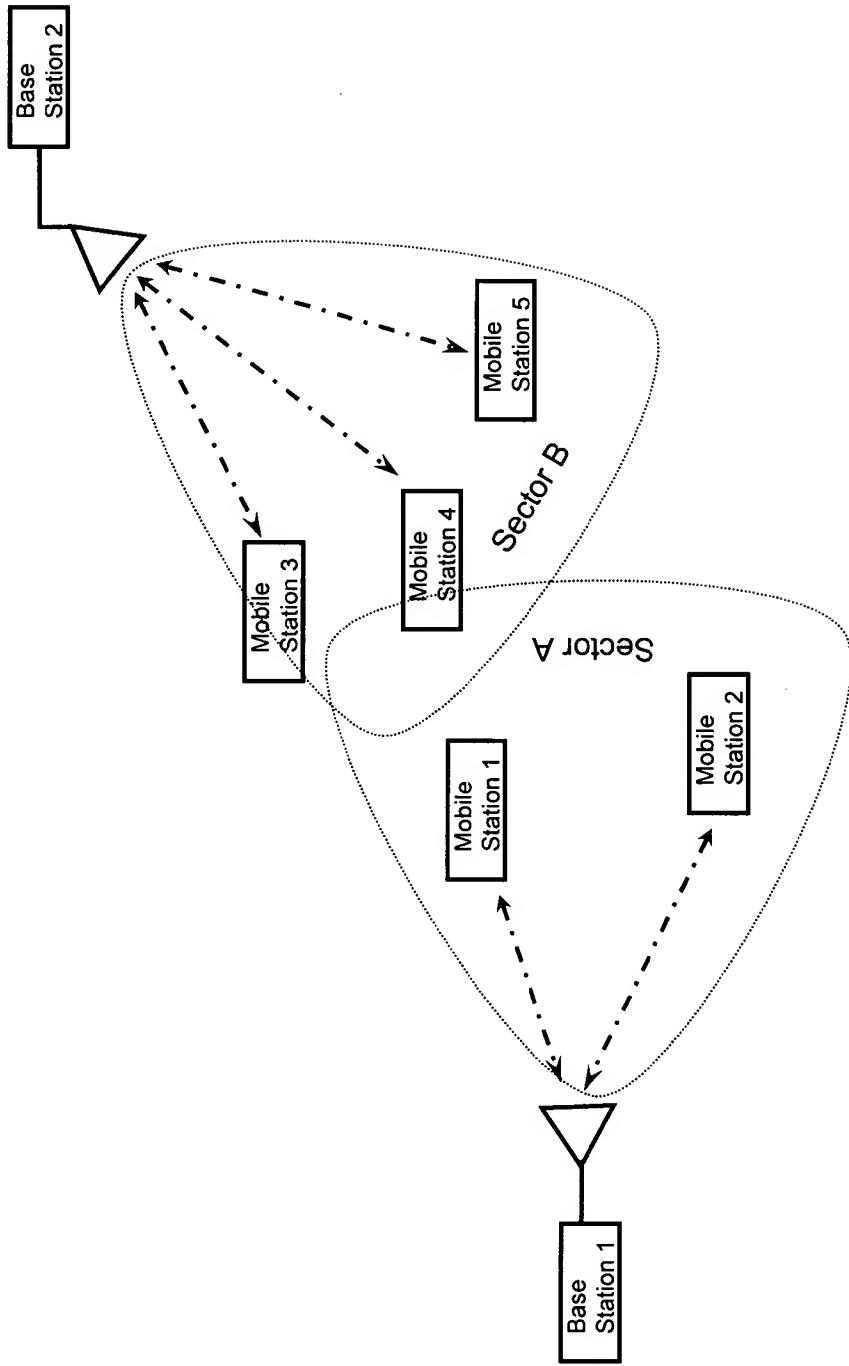 Base
Station 1
Mobile
Station 1
Mobile
Station 2
Sector A
Mobile
Station 3
Mobile
Station 4
Sector B
Mobile
Station 5
Base
Station 2